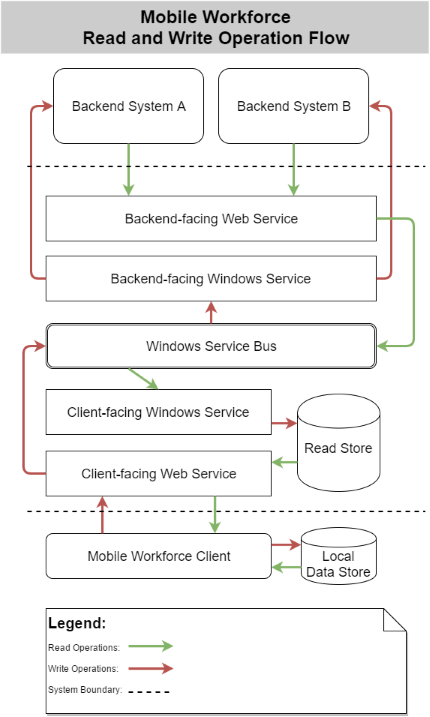 Mobile Workforce
Read and Write Operation Flow
Backend System A
Backend System B
Backend-facing Web Service
Backend-facing Windows Service
Windows Service Bus
Client-facing Windows Service
Read Store
Client-facing Web Service
Mobile Workforce Client
Local
Data Store
Legend:
Read Operations:
Write Operations:
System Boundary: